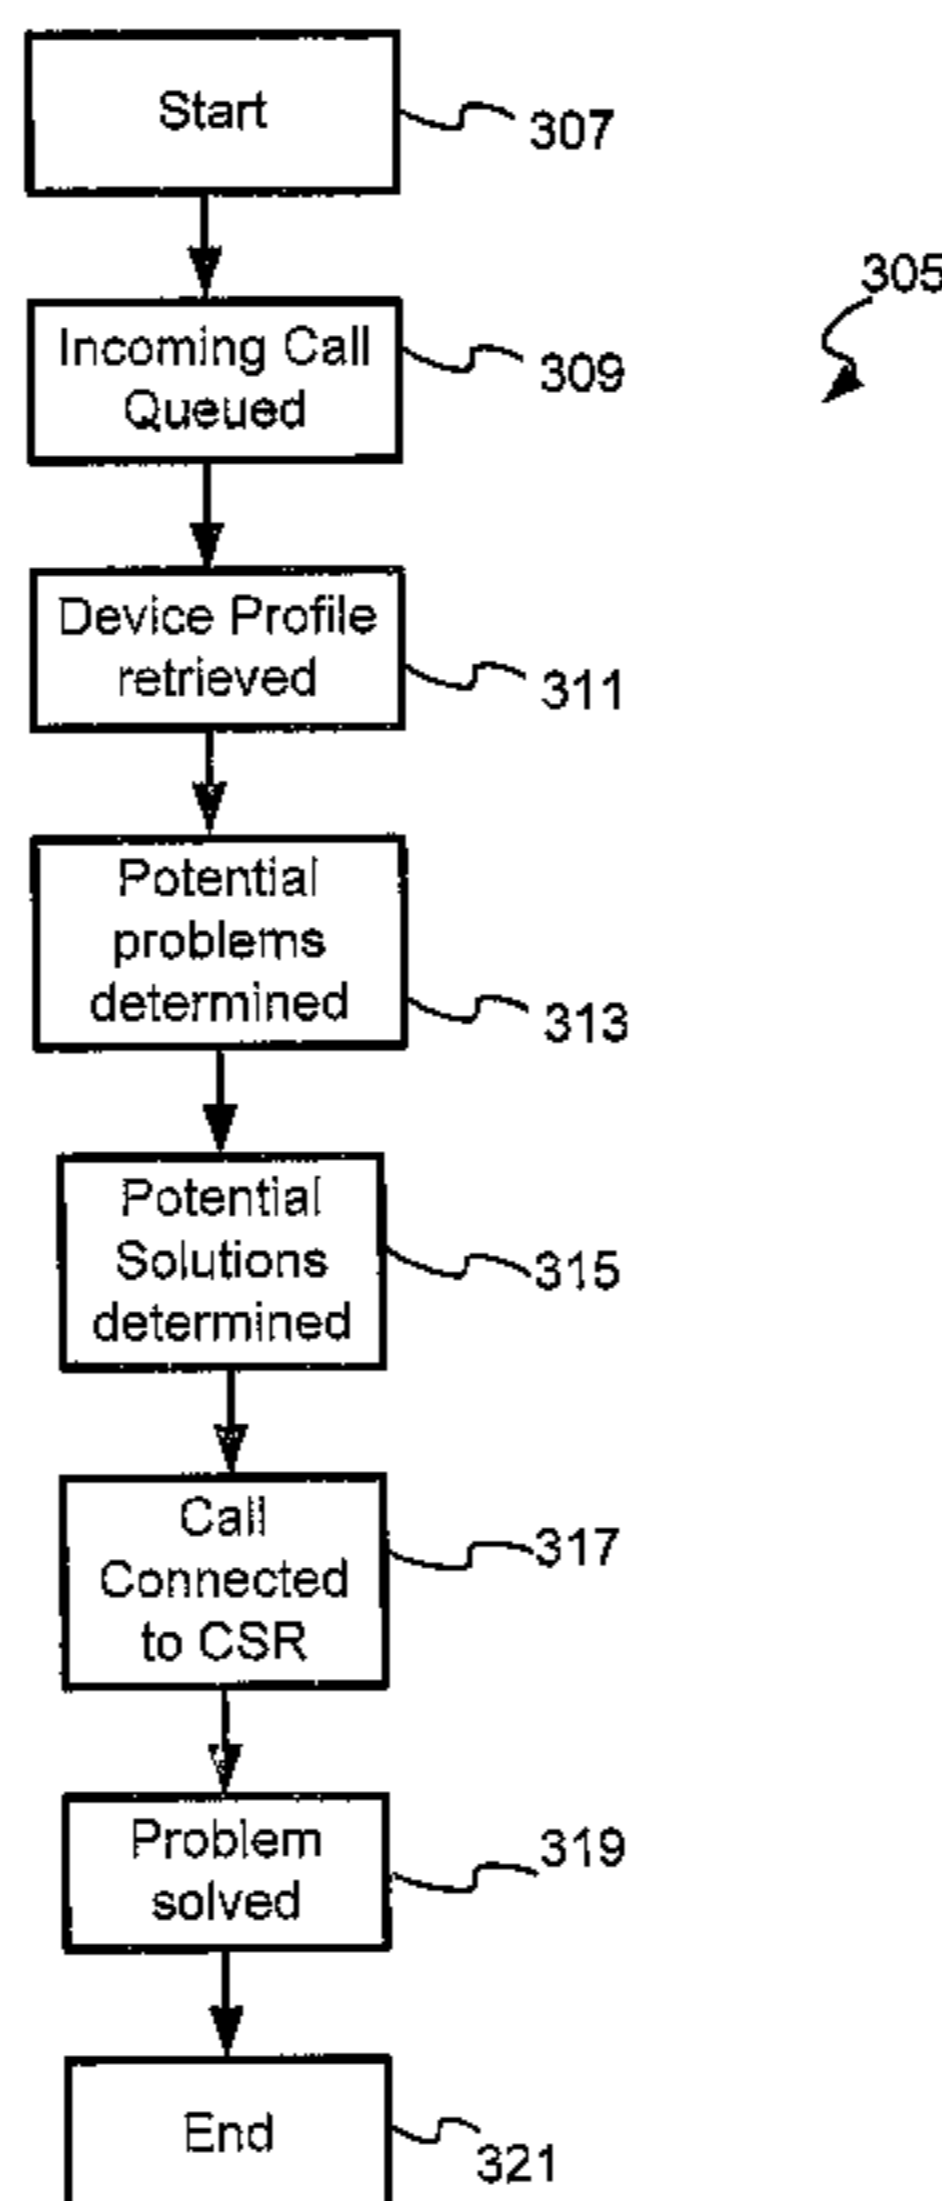 Start
307
305
Incoming Call
Queued
309
Device Profile
retrieved
311
Potential
problems
determined
313
Potential
Solutions
determined
315
Call
Connected
to CSR
317
Problem
solved
319
End
321